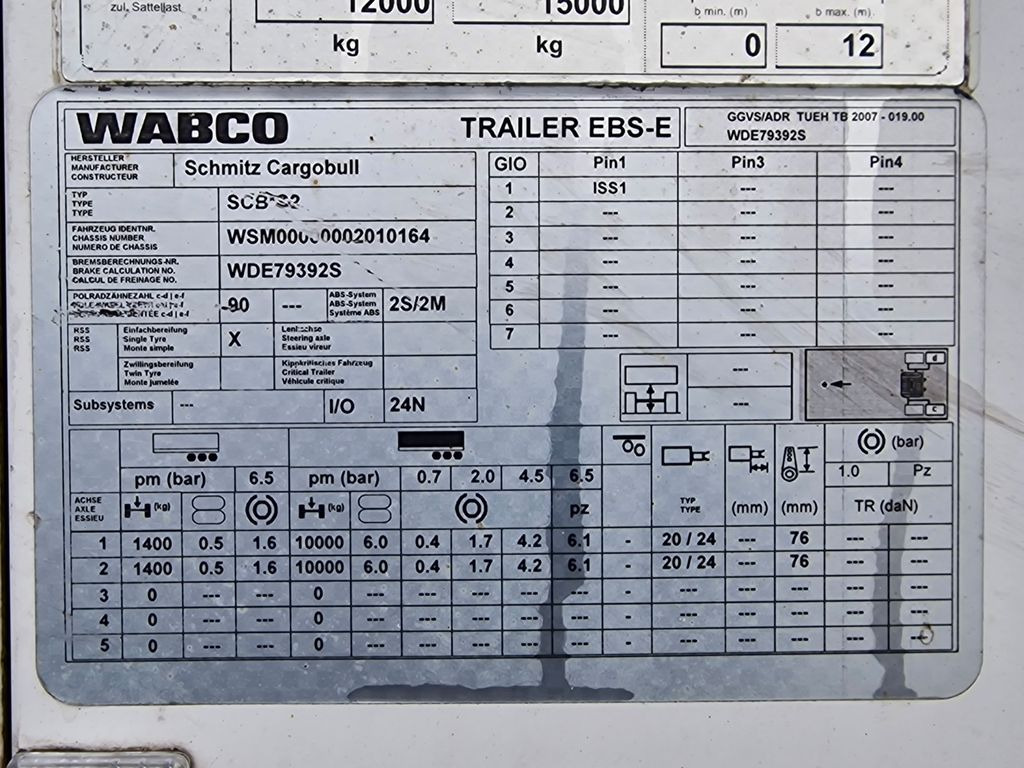 zul. Sattellast 12000 15000 b min. (m) b max. (m)
kg kg 0 12
WABCO TRAILER EBS-E GGVS/ADR TUEH TB 2007 - 019.00
WDE79392S
HERSTELLER
MANUFACTURER
CONSTRUCTEUR
Schmitz Cargobull
GIO Pin1 Pin3 Pin4
1 ISS1 --- ---
2 --- --- ---
3 --- --- ---
4 --- --- ---
5 --- --- ---
6 --- --- ---
7 --- --- ---
TYP
TYPE
TYPE
FAHRZEUG IDENTNR.
CHASSIS NUMBER
NUMERO DE CHASSIS
BREMSBERECHNUNGS-NR.
BRAKE CALCULATION NO.
CALCUL DE FREINAGE NO.
WDE79392S
POLRADZÄHNEZAHL c-d | e-f
90 ---
ABS-System
ABS-System
Système ABS
2S/2M
RSS
RSS
RSS
Einfachbereifung
Single Tyre
Monte simple
X
Lenkachse
Steering axle
Essieu vireur
Zwillingsbereifung
Twin Tyre
Monte jumelée
Kippkritisches Fahrzeug
Critical Trailer
Véhicule critique
Subsystems --- I/O 24N
---
---
d
c
pm (bar) 6.5 pm (bar) 0.7 2.0 4.5 6.5
(bar)
1.0 Pz
ACHSE
AXLE
ESSIEU
(kg) (kg) pz
TYP
TYPE
(mm) (mm) TR (daN)
1 1400 0.5 1.6 10000 6.0 0.4 1.7 4.2 6.1 - 20 / 24 --- 76 --- ---
2 1400 0.5 1.6 10000 6.0 0.4 1.7 4.2 6.1 - 20 / 24 --- 76 --- ---
3 0 --- --- 0 --- --- --- --- --- - --- --- --- --- ---
4 0 --- --- 0 --- --- --- --- --- - --- --- --- --- ---
5 0 --- --- 0 --- --- --- --- --- - --- --- --- --- ---